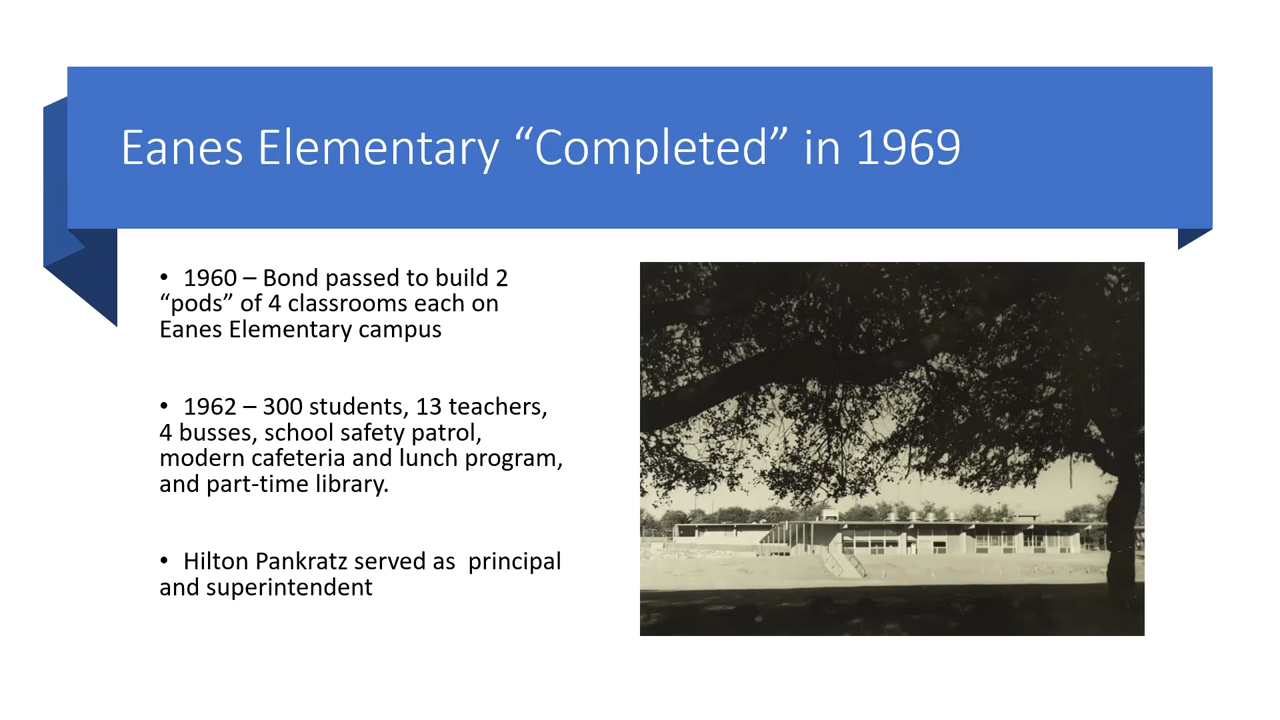 Eanes Elementary “Completed” in 1969
• 1960 – Bond passed to build 2
“pods” of 4 classrooms each on
Eanes Elementary campus
• 1962 – 300 students, 13 teachers,
4 busses, school safety patrol,
modern cafeteria and lunch program,
and part-time library.
• Hilton Pankratz served as  principal
and superintendent